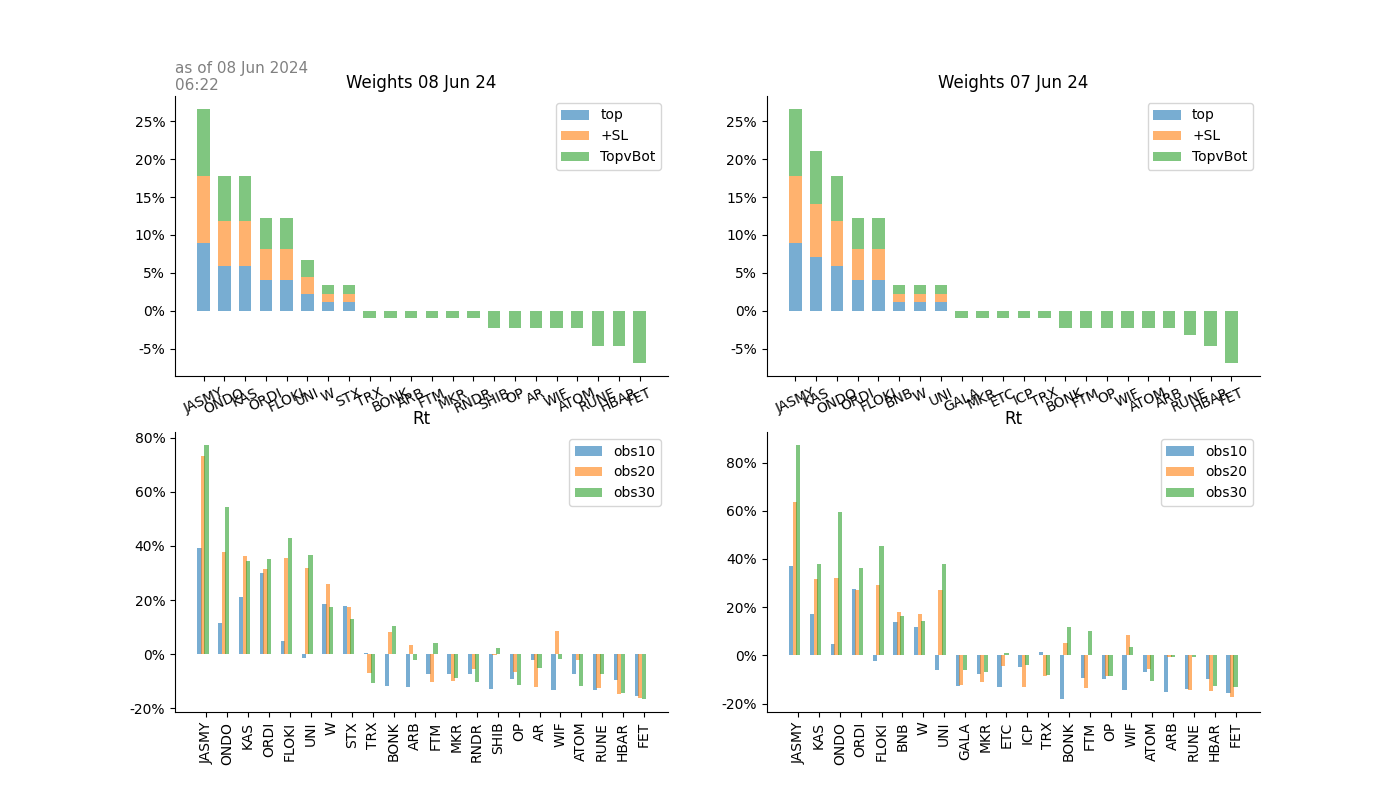 as of 08 Jun 2024
06:22
Weights 08 Jun 24
25%
20%
15%
10%
5%
0%
-5%
top
+SL
TopvBot
JASMY ONDO KAS ORDI FLOKI UNI W STX TRX BONK ARB FTM MKR RNDR SHIB OP AR WIF ATOM RUNE HBAR FET
Weights 07 Jun 24
25%
20%
15%
10%
5%
0%
-5%
top
+SL
TopvBot
JASMY KAS ONDO ORDI FLOKI BNB W UNI GALA MKR ETC ICP TRX BONK FTM OP WIF ATOM ARB RUNE HBAR FET
Rt
80%
60%
40%
20%
0%
-20%
obs10
obs20
obs30
JASMY ONDO KAS ORDI FLOKI UNI W STX TRX BONK ARB FTM MKR RNDR SHIB OP AR WIF ATOM RUNE HBAR FET
Rt
80%
60%
40%
20%
0%
-20%
obs10
obs20
obs30
JASMY KAS ONDO ORDI FLOKI BNB W UNI GALA MKR ETC ICP TRX BONK FTM OP WIF ATOM ARB RUNE HBAR FET